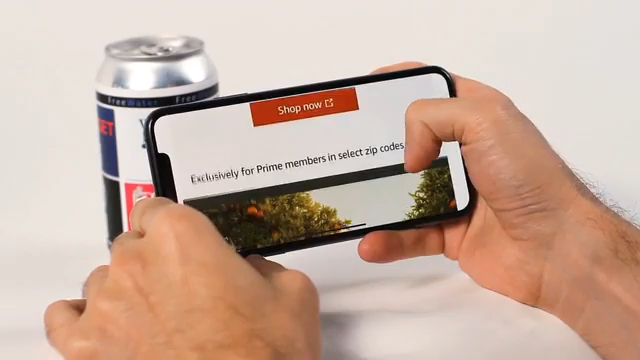 FreeWater Free
Shop now
Exclusively for Prime members in select zip codes.